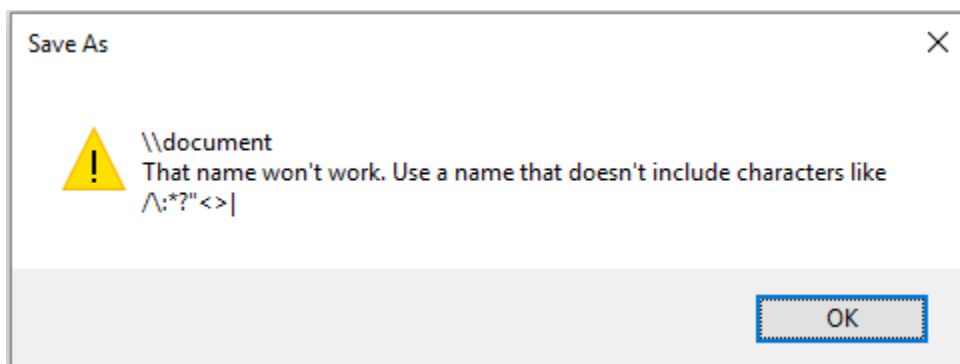 Save As
\\document
That name won't work. Use a name that doesn't include characters like
/\:*?"<>|
OK